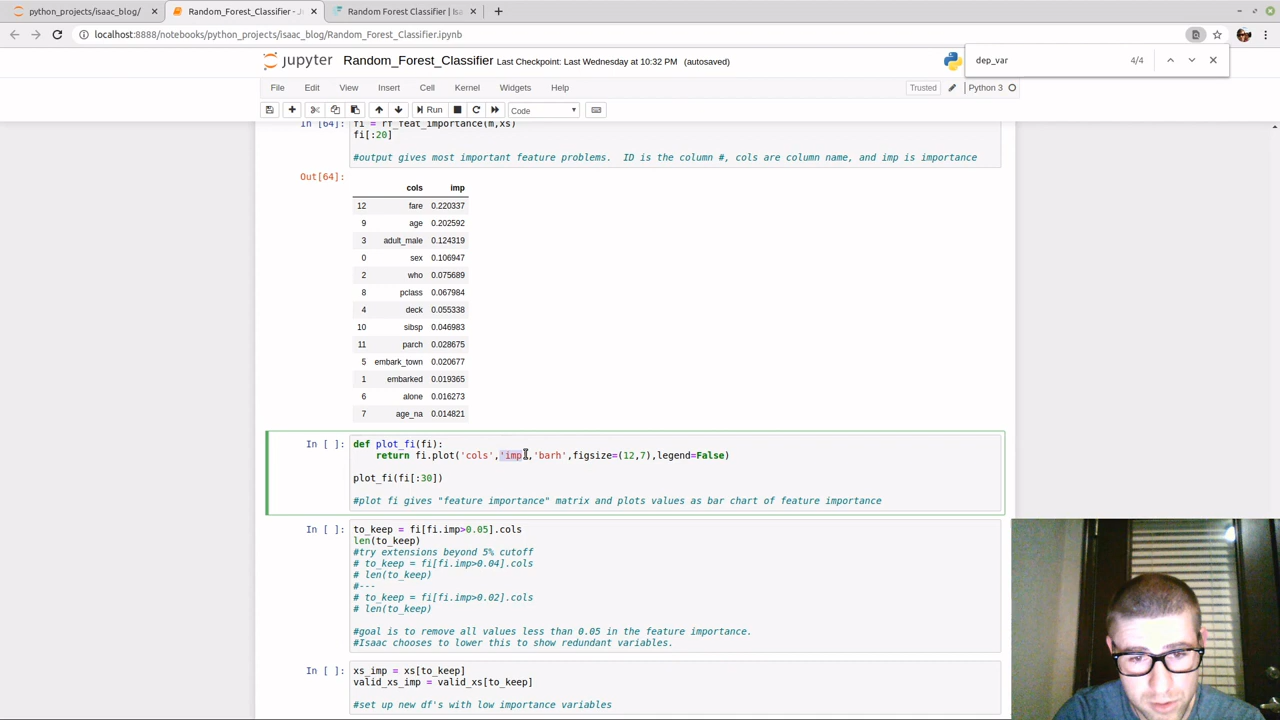 python_projects/isaac_blog/
Random_Forest_Classifier - J
Random Forest Classifier | Isa
localhost:8888/notebooks/python_projects/isaac_blog/Random_Forest_Classifier.ipynb
dep_var 4/4
jupyter Random_Forest_Classifier Last Checkpoint: Last Wednesday at 10:32 PM (autosaved)
File Edit View Insert Cell Kernel Widgets Help Trusted Python 3
Run Code
In [64]: fi = rf_feat_importance(m,xs)
fi[:20]
#output gives most important feature problems. ID is the column #, cols are column name, and imp is importance
Out[64]:
cols imp
12 fare 0.220337
9 age 0.202592
3 adult_male 0.124319
0 sex 0.106947
2 who 0.075689
8 pclass 0.067984
4 deck 0.055338
10 sibsp 0.046983
11 parch 0.028675
5 embark_town 0.020677
1 embarked 0.019365
6 alone 0.016273
7 age_na 0.014821
In [ ]: def plot_fi(fi):
return fi.plot('cols','imp','barh',figsize=(12,7),legend=False)
plot_fi(fi[:30])
#plot fi gives "feature importance" matrix and plots values as bar chart of feature importance
In [ ]: to_keep = fi[fi.imp>0.05].cols
len(to_keep)
#try extensions beyond 5% cutoff
# to_keep = fi[fi.imp>0.04].cols
# len(to_keep)
#---
# to_keep = fi[fi.imp>0.02].cols
# len(to_keep)
#goal is to remove all values less than 0.05 in the feature importance.
#Isaac chooses to lower this to show redundant variables.
In [ ]: xs_imp = xs[to_keep]
valid_xs_imp = valid_xs[to_keep]
#set up new df's with low importance variables